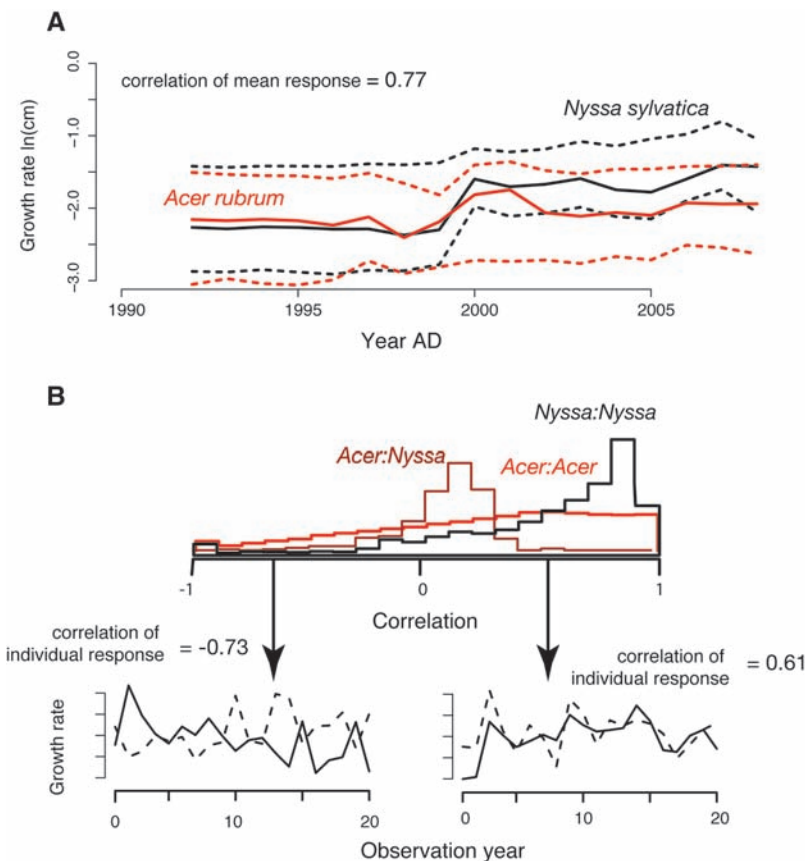 A
0.0
correlation of mean response = 0.77
Nyssa sylvatica
-1.0
Growth rate ln(cm)
Acer rubrum
-2.0
-3.0
1990
1995
2000
2005
Year AD
B
Nyssa:Nyssa
Acer:Nyssa
Acer:Acer
-1
0
1
Correlation
correlation of
individual response = -0.73
correlation of
individual response = 0.61
Growth rate
0
10
20
0
10
20
Observation year